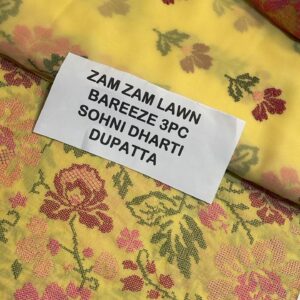 ZAM ZAM LAWN
BAREEZE 3PC
SOHNI DHARTI
DUPATTA